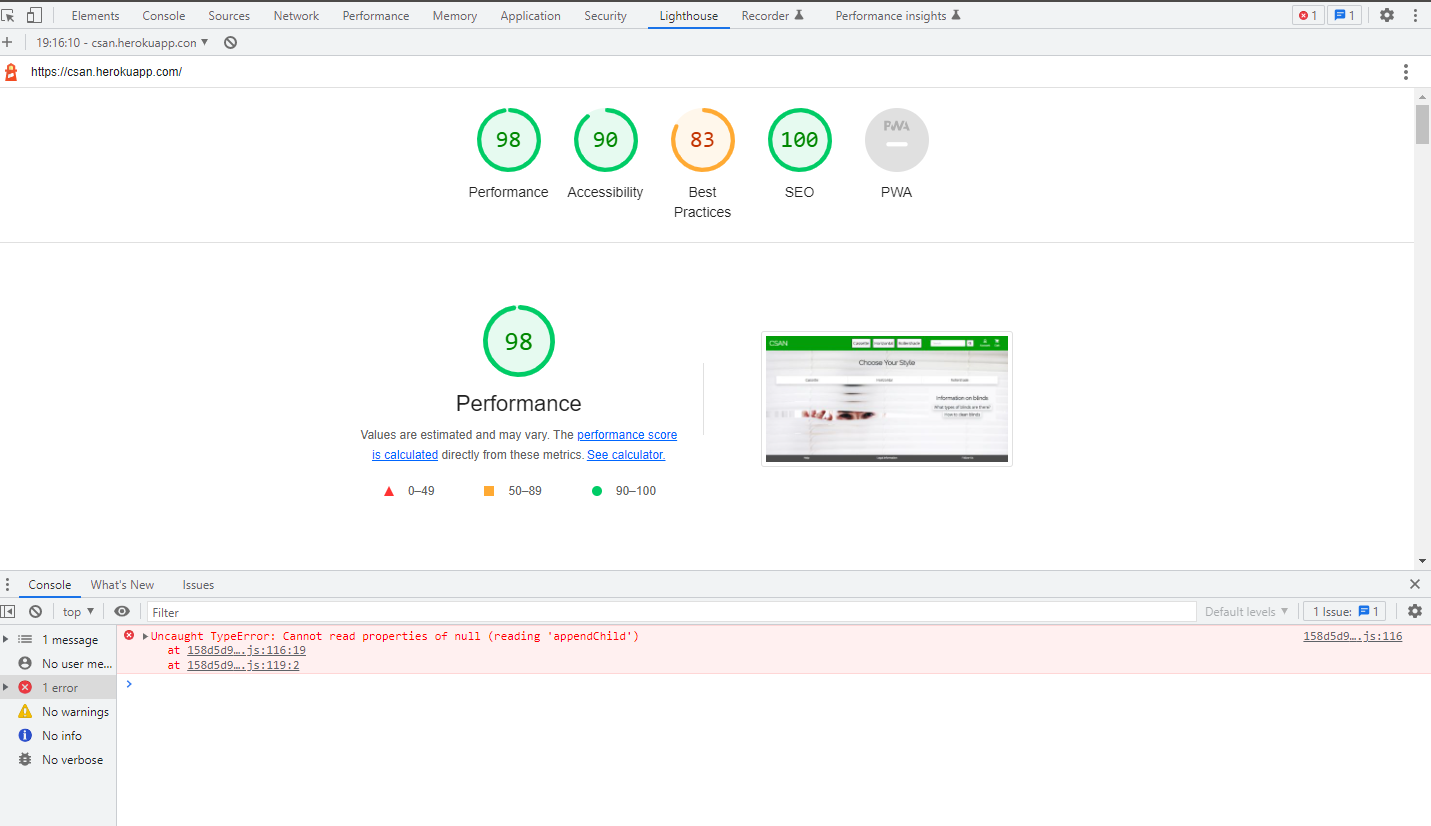 Elements Console Sources Network Performance Memory Application Security Lighthouse Recorder Performance insights 1 1
19:16:10 - csan.herokuapp.con
https://csan.herokuapp.com/
98 90 83 100 PWA
Performance Accessibility Best Practices SEO PWA
98
Performance
Values are estimated and may vary. The performance score
is calculated directly from these metrics. See calculator.
0–49 50–89 90–100
CSAN Cassette Horizontal Rollershade
Choose Your Style
Information on blinds
What types of blinds are there?
How to clean blinds
Console What's New Issues
top Filter Default levels 1 Issue: 1
1 message
No user me...
1 error
No warnings
No info
No verbose
Uncaught TypeError: Cannot read properties of null (reading 'appendChild') 158d5d9….js:116
at 158d5d9….js:116:19
at 158d5d9….js:119:2